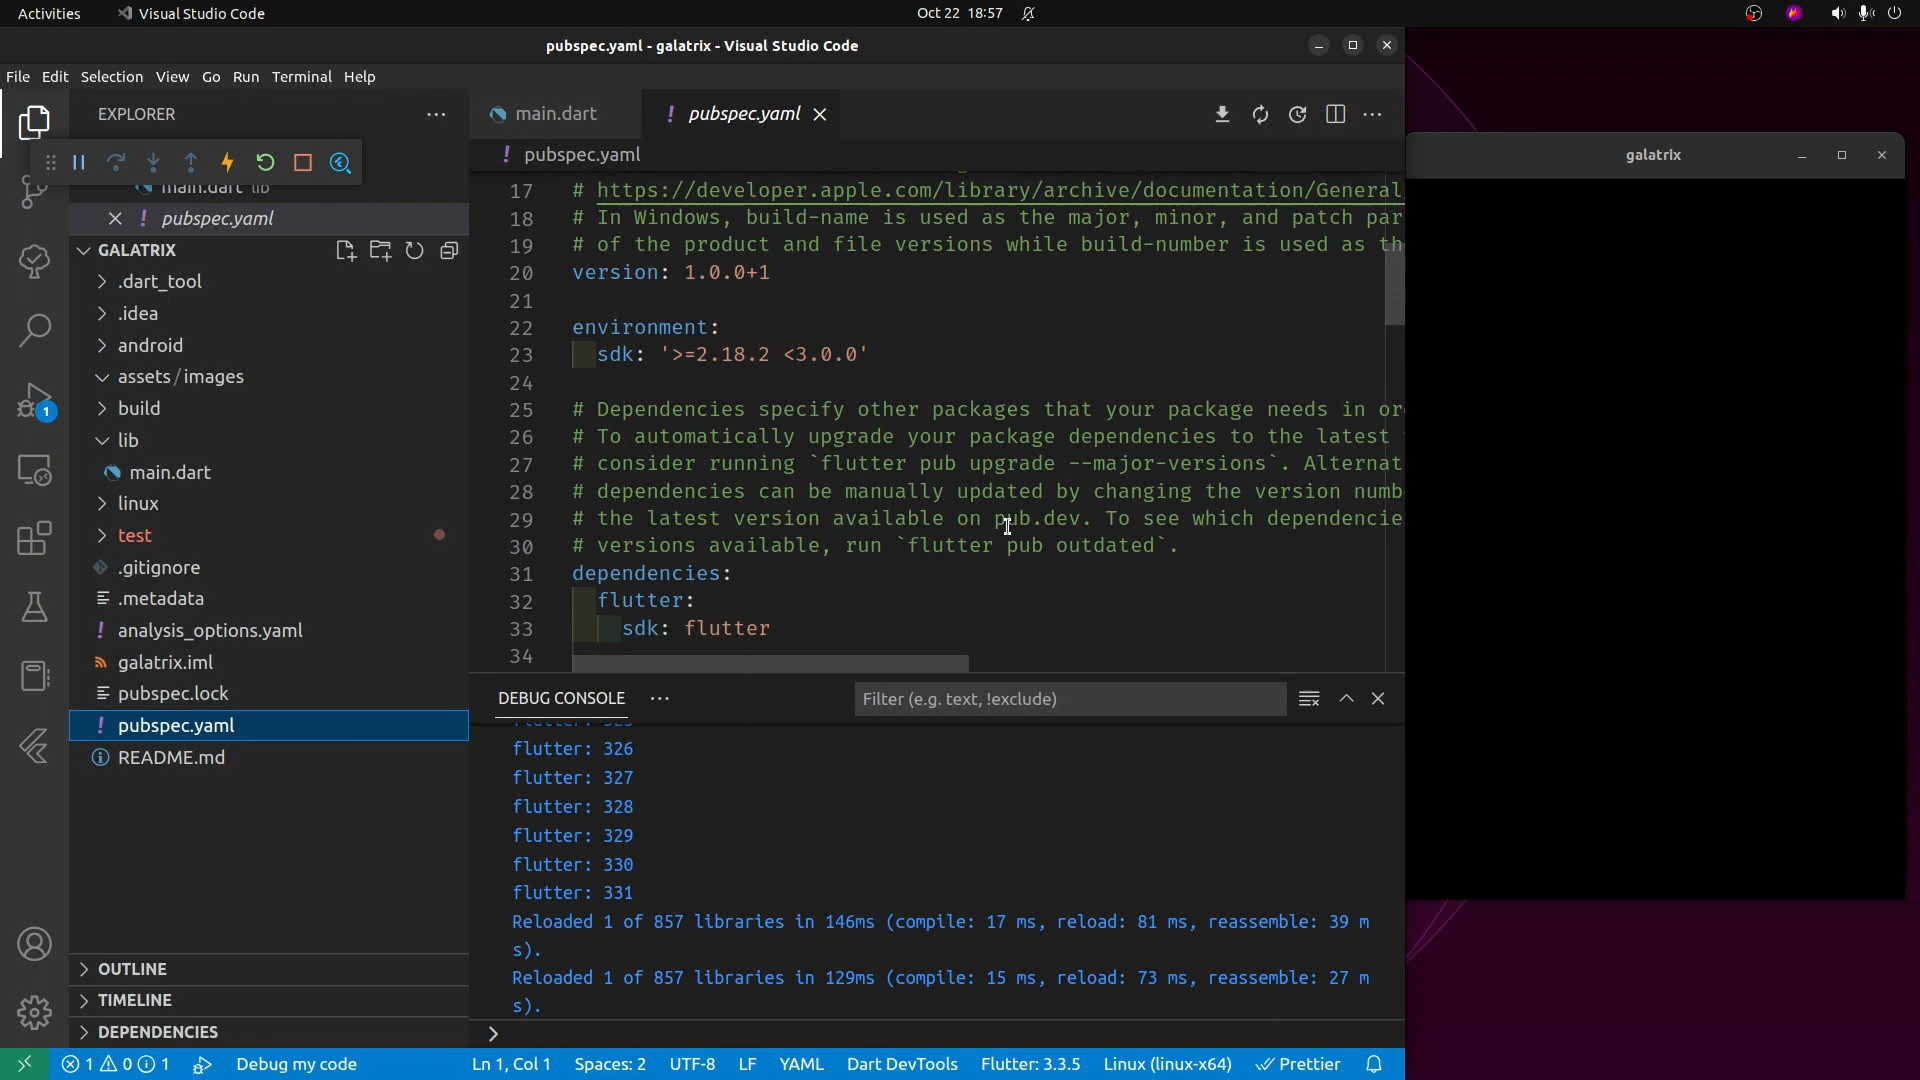 Activities
Visual Studio Code
Oct 22 18:57
pubspec.yaml - galatrix - Visual Studio Code
File Edit Selection View Go Run Terminal Help
EXPLORER
main.dart
pubspec.yaml
galatrix
pubspec.yaml
main.dart lib
pubspec.yaml
GALATRIX
.dart_tool
.idea
android
assets/images
build
lib
main.dart
linux
test
.gitignore
.metadata
analysis_options.yaml
galatrix.iml
pubspec.lock
pubspec.yaml
README.md
OUTLINE
TIMELINE
DEPENDENCIES
17 # https://developer.apple.com/library/archive/documentation/General
18 # In Windows, build-name is used as the major, minor, and patch par
19 # of the product and file versions while build-number is used as th
20 version: 1.0.0+1
21
22 environment:
23 sdk: '>=2.18.2 <3.0.0'
24
25 # Dependencies specify other packages that your package needs in or
26 # To automatically upgrade your package dependencies to the latest
27 # consider running `flutter pub upgrade --major-versions`. Alternat
28 # dependencies can be manually updated by changing the version numb
29 # the latest version available on pub.dev. To see which dependencie
30 # versions available, run `flutter pub outdated`.
31 dependencies:
32 flutter:
33 sdk: flutter
34
DEBUG CONSOLE
Filter (e.g. text, !exclude)
flutter: 325
flutter: 326
flutter: 327
flutter: 328
flutter: 329
flutter: 330
flutter: 331
Reloaded 1 of 857 libraries in 146ms (compile: 17 ms, reload: 81 ms, reassemble: 39 m
s).
Reloaded 1 of 857 libraries in 129ms (compile: 15 ms, reload: 73 ms, reassemble: 27 m
s).
1
1 0 1
Debug my code
Ln 1, Col 1
Spaces: 2
UTF-8
LF
YAML
Dart DevTools
Flutter: 3.3.5
Linux (linux-x64)
Prettier